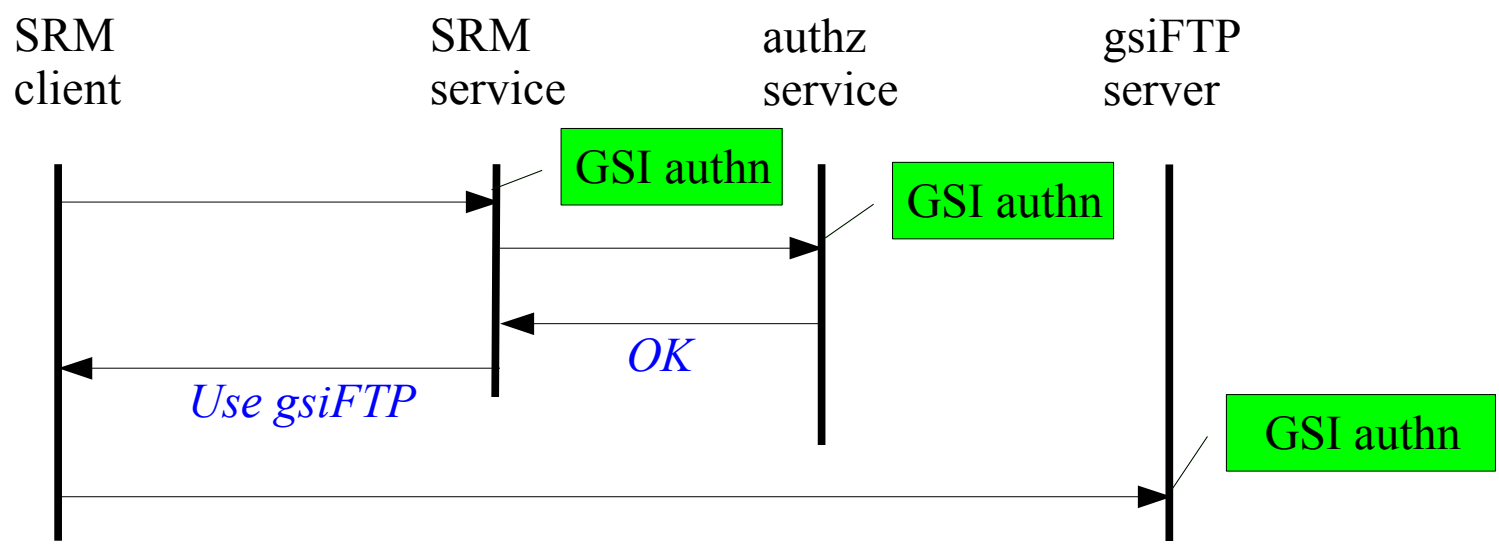 SRM
client
SRM
service
authz
service
gsiFTP
server
GSI authn
GSI authn
OK
Use gsiFTP
GSI authn